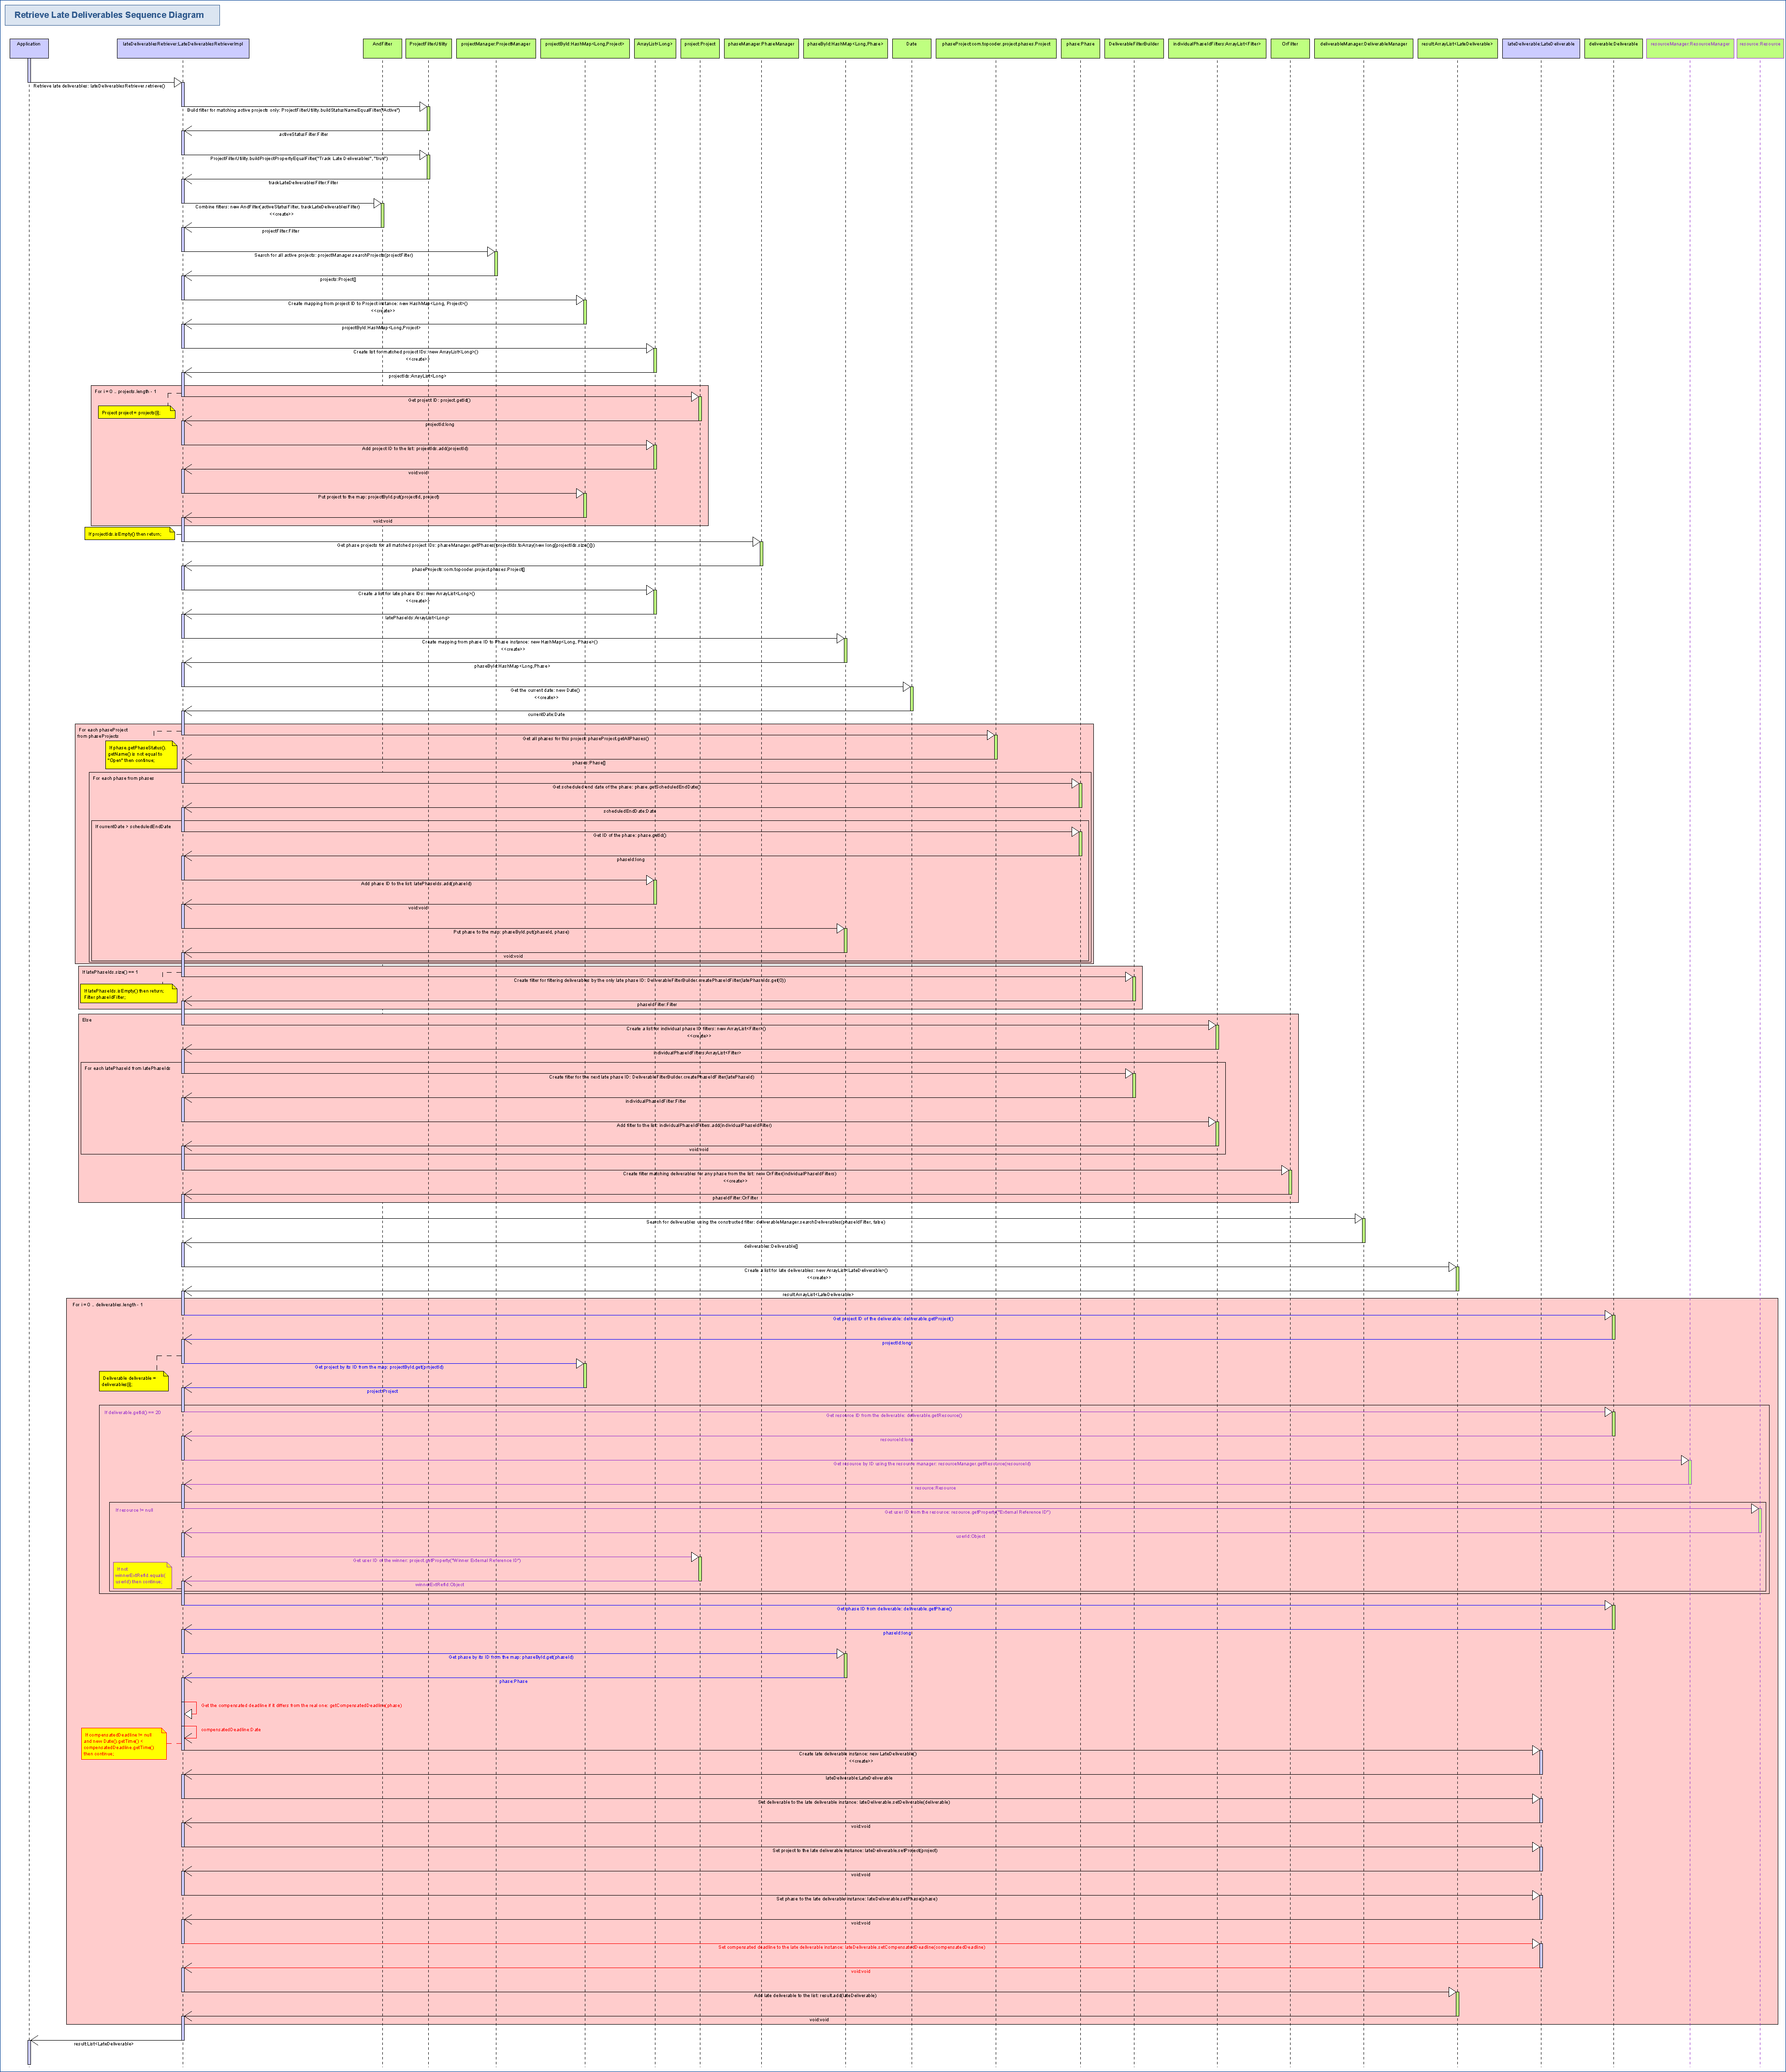 Retrieve Late Deliverables Sequence Diagram
Application
lateDeliverablesRetriever:LateDeliverablesRetrieverImpl
AndFilter
ProjectFilterUtility
projectManager:ProjectManager
projectById:HashMap<Long,Project>
ArrayList<Long>
project:Project
phaseManager:PhaseManager
phaseById:HashMap<Long,Phase>
Date
phaseProject:com.topcoder.project.phases.Project
phase:Phase
DeliverableFilterBuilder
individualPhaseIdFilters:ArrayList<Filter>
OrFilter
deliverableManager:DeliverableManager
result:ArrayList<LateDeliverable>
lateDeliverable:LateDeliverable
deliverable:Deliverable
resourceManager:ResourceManager
resource:Resource
Retrieve late deliverables: lateDeliverablesRetriever.retrieve()
Build filter for matching active projects only: ProjectFilterUtility.buildStatusNameEqualFilter("Active")
activeStatusFilter:Filter
ProjectFilterUtility.buildProjectPropertyEqualFilter("Track Late Deliverables", "true")
trackLateDeliverablesFilter:Filter
Combine filters: new AndFilter(activeStatusFilter, trackLateDeliverablesFilter)
<<create>>
projectFilter:Filter
Search for all active projects: projectManager.searchProjects(projectFilter)
projects:Project[]
Create mapping from project ID to Project instance: new HashMap<Long, Project>()
<<create>>
projectById:HashMap<Long,Project>
Create list for matched project IDs: new ArrayList<Long>()
<<create>>
projectIds:ArrayList<Long>
For i = 0 .. projects.length - 1
Get project ID: project.getId()
Project project = projects[i];
projectId:long
Add project ID to the list: projectIds.add(projectId)
void:void
Put project to the map: projectById.put(projectId, project)
void:void
If projectIds.isEmpty() then return;
Get phase projects for all matched project IDs: phaseManager.getPhases(projectIds.toArray(new long[projectIds.size()]))
phaseProjects:com.topcoder.project.phases.Project[]
Create a list for late phase IDs: new ArrayList<Long>()
<<create>>
latePhaseIds:ArrayList<Long>
Create mapping from phase ID to Phase instance: new HashMap<Long, Phase>()
<<create>>
phaseById:HashMap<Long,Phase>
Get the current date: new Date()
<<create>>
currentDate:Date
For each phaseProject
from phaseProjects
Get all phases for this project: phaseProject.getAllPhases()
If phase.getPhaseStatus().
getName() is not equal to
"Open" then continue;
phases:Phase[]
For each phase from phases
Get scheduled end date of the phase: phase.getScheduledEndDate()
scheduledEndDate:Date
If currentDate > scheduledEndDate
Get ID of the phase: phase.getId()
phaseId:long
Add phase ID to the list: latePhaseIds.add(phaseId)
void:void
Put phase to the map: phaseById.put(phaseId, phase)
void:void
If latePhaseIds.size() == 1
Create filter for filtering deliverables by the only late phase ID: DeliverableFilterBuilder.createPhaseIdFilter(latePhaseIds.get(0))
If latePhaseIds.isEmpty() then return;
Filter phaseIdFilter;
phaseIdFilter:Filter
Else
Create a list for individual phase ID filters: new ArrayList<Filter>()
<<create>>
individualPhaseIdFilters:ArrayList<Filter>
For each latePhaseId from latePhaseIds
Create filter for the next late phase ID: DeliverableFilterBuilder.createPhaseIdFilter(latePhaseId)
individualPhaseIdFilter:Filter
Add filter to the list: individualPhaseIdFilters.add(individualPhaseIdFilter)
void:void
Create filter matching deliverables for any phase from the list: new OrFilter(individualPhaseIdFilters)
<<create>>
phaseIdFilter:OrFilter
Search for deliverables using the constructed filter: deliverableManager.searchDeliverables(phaseIdFilter, false)
deliverables:Deliverable[]
Create a list for late deliverables: new ArrayList<LateDeliverable>()
<<create>>
result:ArrayList<LateDeliverable>
For i = 0 .. deliverables.length - 1
Get project ID of the deliverable: deliverable.getProject()
projectId:long
Get project by its ID from the map: projectById.get(projectId)
Deliverable deliverable =
deliverables[i];
project:Project
If deliverable.getId() == 20
Get resource ID from the deliverable: deliverable.getResource()
resourceId:long
Get resource by ID using the resource manager: resourceManager.getResource(resourceId)
resource:Resource
If resource != null
Get user ID from the resource: resource.getProperty("External Reference ID")
userId:Object
Get user ID of the winner: project.getProperty("Winner External Reference ID")
If not
winnerExtRefId.equals(
userId) then continue;
winnerExtRefId:Object
Get phase ID from deliverable: deliverable.getPhase()
phaseId:long
Get phase by its ID from the map: phaseById.get(phaseId)
phase:Phase
Get the compensated deadline if it differs from the real one: getCompensatedDeadline(phase)
compensatedDeadline:Date
If compensatedDeadline != null
and new Date().getTime() <
compensatedDeadline.getTime()
then continue;
Create late deliverable instance: new LateDeliverable()
<<create>>
lateDeliverable:LateDeliverable
Set deliverable to the late deliverable instance: lateDeliverable.setDeliverable(deliverable)
void:void
Set project to the late deliverable instance: lateDeliverable.setProject(project)
void:void
Set phase to the late deliverable instance: lateDeliverable.setPhase(phase)
void:void
Set compensated deadline to the late deliverable instance: lateDeliverable.setCompensatedDeadline(compensatedDeadline)
void:void
Add late deliverable to the list: result.add(lateDeliverable)
void:void
result:List<LateDeliverable>